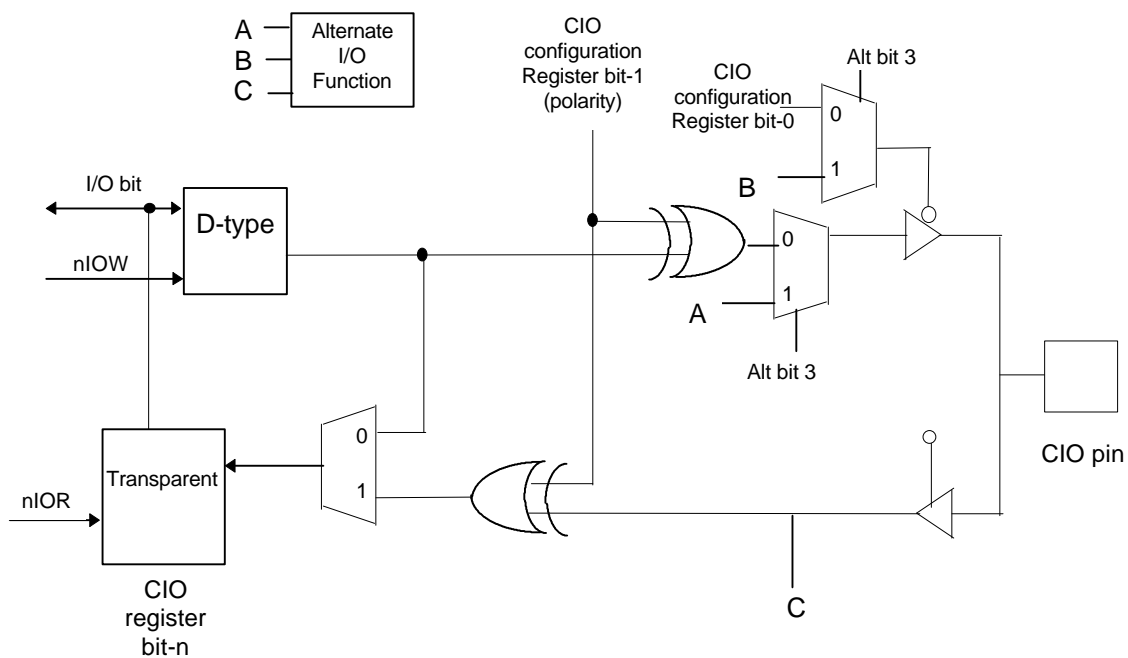 A
B
C
Alternate
I/O
Function
CIO
configuration
Register bit-1
(polarity)
CIO
configuration
Register bit-0
Alt bit 3
0
1
B
I/O bit
nIOW
D-type
0
1
A
Alt bit 3
CIO pin
0
1
Transparent
nIOR
CIO
register
bit-n
C